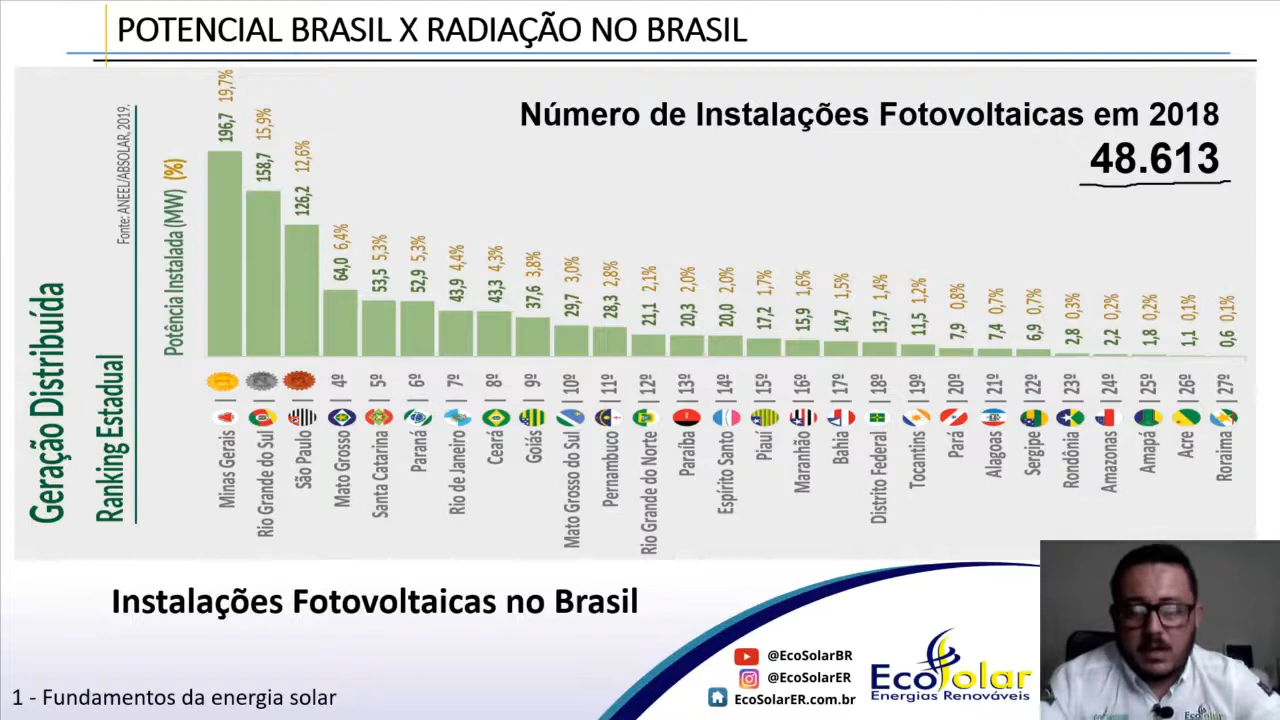 POTENCIAL BRASIL X RADIAÇÃO NO BRASIL
Número de Instalações Fotovoltaicas em 2018
48.613
Geração Distribuída
Ranking Estadual
Fonte: ANEEL/ABSOLAR, 2019.
Potência Instalada (MW) (%)
Minas Gerais | 196,7 19,7%
Rio Grande do Sul | 158,7 15,9%
São Paulo | 126,2 12,6%
Mato Grosso | 4º 64,0 6,4%
Santa Catarina | 5º 53,5 5,3%
Paraná | 6º 52,9 5,3%
Rio de Janeiro | 7º 43,9 4,4%
Ceará | 8º 43,3 4,3%
Goiás | 9º 37,6 3,8%
Mato Grosso do Sul | 10º 29,7 3,0%
Pernambuco | 11º 28,3 2,8%
Rio Grande do Norte | 12º 21,1 2,1%
Paraíba | 13º 20,3 2,0%
Espírito Santo | 14º 20,0 2,0%
Piauí | 15º 17,2 1,7%
Maranhão | 16º 15,9 1,6%
Bahia | 17º 14,7 1,5%
Distrito Federal | 18º 13,7 1,4%
Tocantins | 19º 11,5 1,2%
Pará | 20º 7,9 0,8%
Alagoas | 21º 7,4 0,7%
Sergipe | 22º 6,9 0,7%
Rondônia | 23º 2,8 0,3%
Amazonas | 24º 2,2 0,2%
Amapá | 25º 1,8 0,2%
Acre | 26º 1,1 0,1%
Roraima | 27º 0,6 0,1%
Instalações Fotovoltaicas no Brasil
@EcoSolarBR
@EcoSolarER
EcoSolarER.com.br
EcoSolar
Energias Renováveis
1 - Fundamentos da energia solar